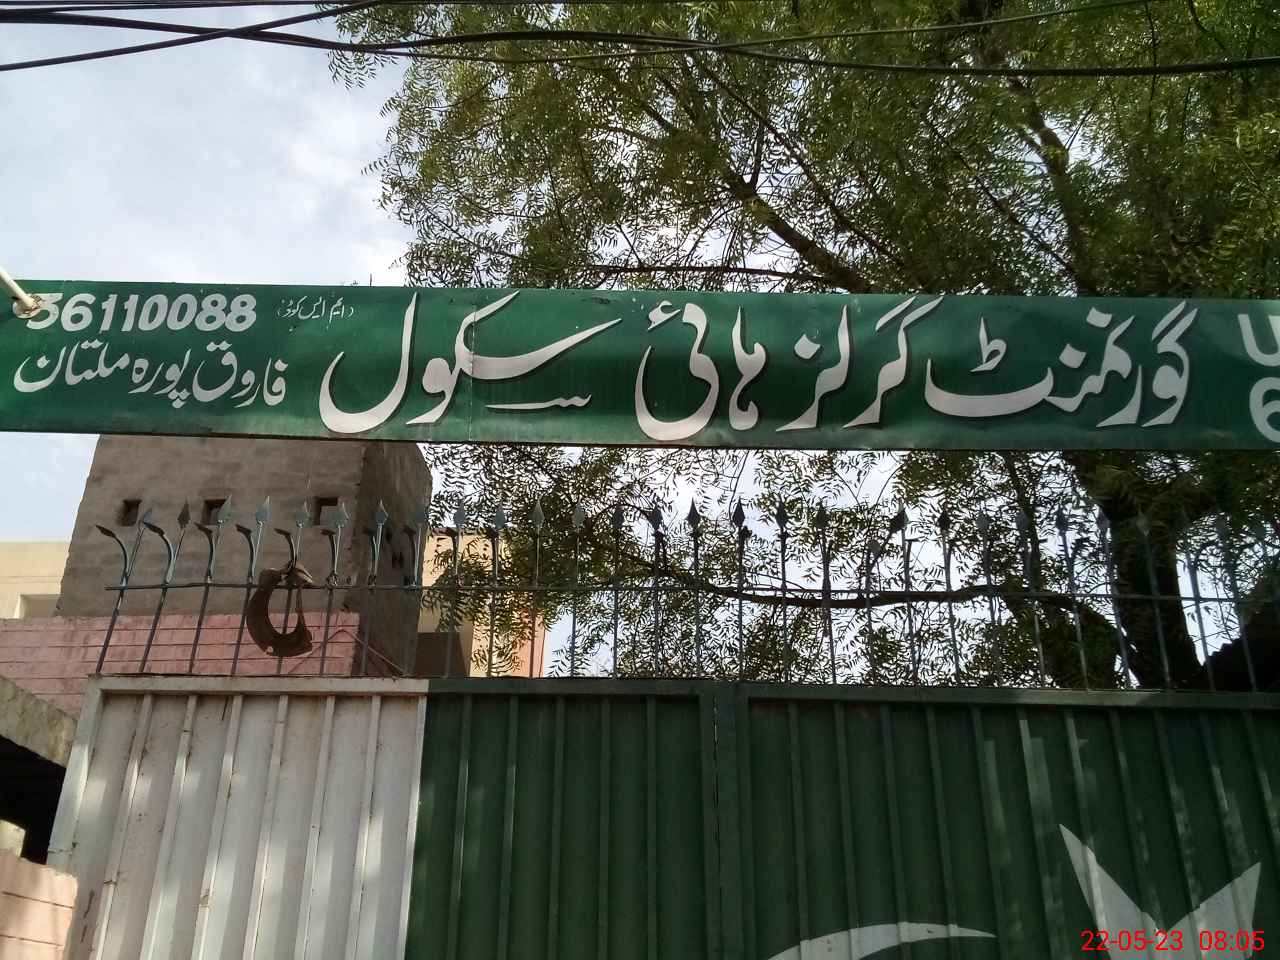 گورنمنٹ گرلز ہائی سکول
(ایم ایس کوڈ) 36110088
فاروق پورہ ملتان
22-05-23 08:05